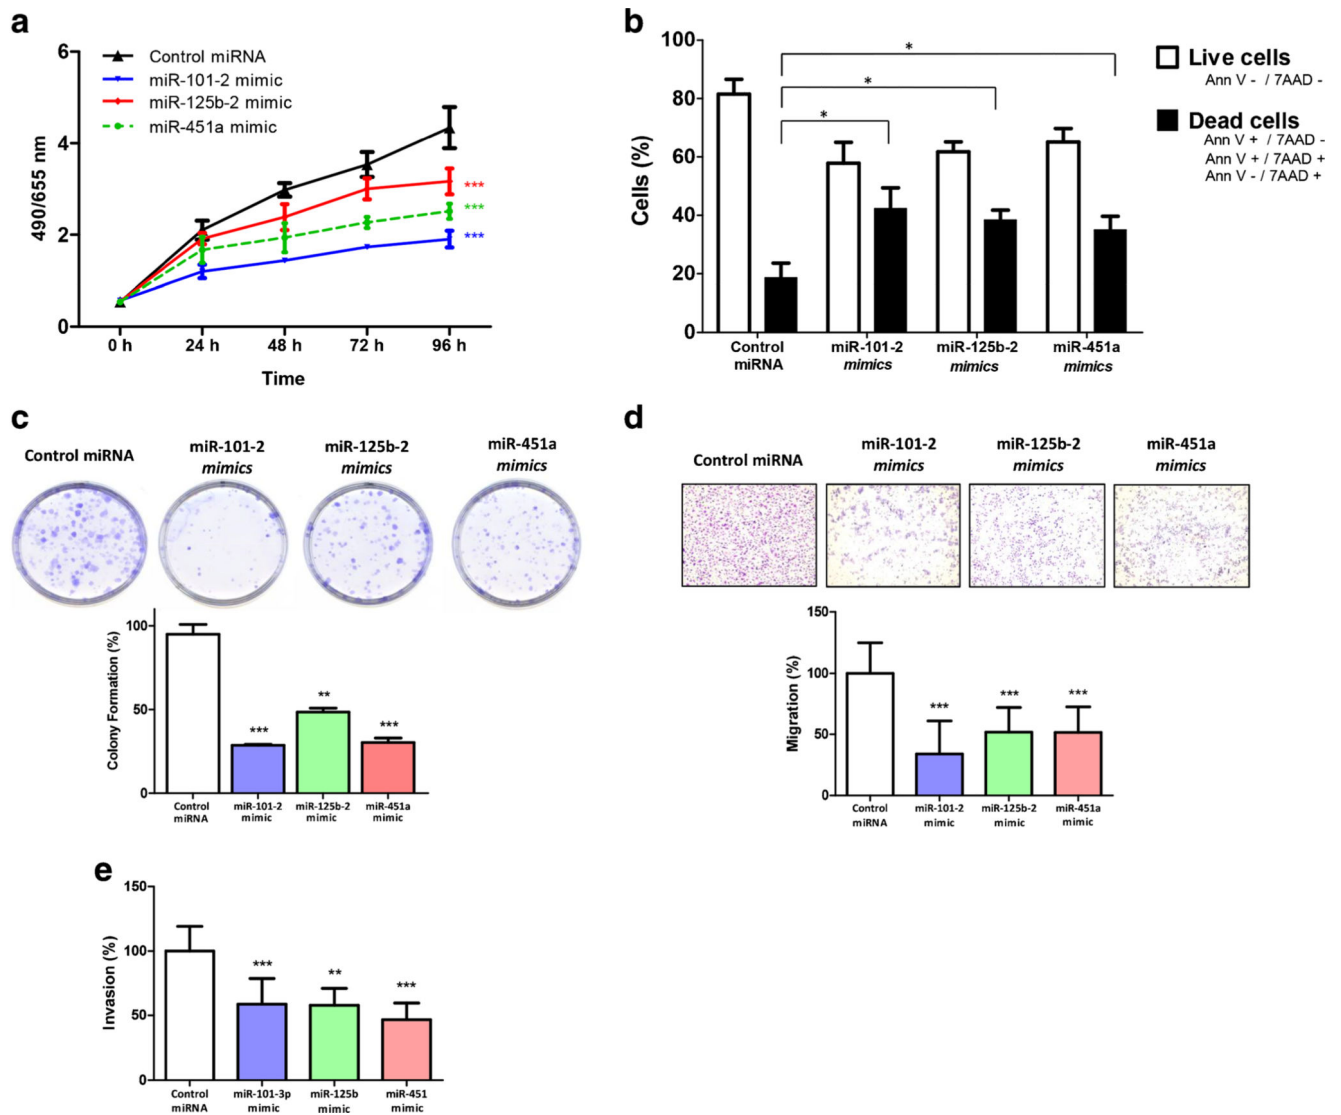 a
6
4
2
0
490/655 nm
Control miRNA
miR-101-2 mimic
miR-125b-2 mimic
miR-451a mimic
***
***
***
0 h 24 h 48 h 72 h 96 h
Time
b
100
80
60
40
20
0
Cells (%)
*
*
*
Control
miRNA
miR-101-2
mimics
miR-125b-2
mimics
miR-451a
mimics
Live cells
Ann V - / 7AAD -
Dead cells
Ann V + / 7AAD -
Ann V + / 7AAD +
Ann V - / 7AAD +
c
Control miRNA
miR-101-2
mimics
miR-125b-2
mimics
miR-451a
mimics
100
50
0
Colony Formation (%)
***
**
***
Control
miRNA
miR-101-2
mimic
miR-125b-2
mimic
miR-451a
mimic
d
Control miRNA
miR-101-2
mimics
miR-125b-2
mimics
miR-451a
mimics
150
100
50
0
Migration (%)
***
***
***
Control
miRNA
miR-101-2
mimic
miR-125b-2
mimic
miR-451a
mimic
e
150
100
50
0
Invasion (%)
***
**
***
Control
miRNA
miR-101-3p
mimic
miR-125b
mimic
miR-451
mimic